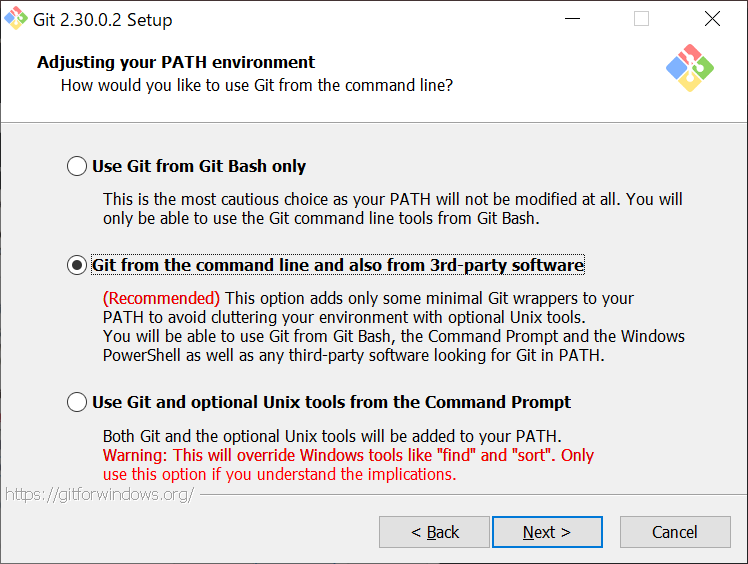 Git 2.30.0.2 Setup
Adjusting your PATH environment
How would you like to use Git from the command line?
Use Git from Git Bash only
This is the most cautious choice as your PATH will not be modified at all. You will
only be able to use the Git command line tools from Git Bash.
Git from the command line and also from 3rd-party software
(Recommended) This option adds only some minimal Git wrappers to your
PATH to avoid cluttering your environment with optional Unix tools.
You will be able to use Git from Git Bash, the Command Prompt and the Windows
PowerShell as well as any third-party software looking for Git in PATH.
Use Git and optional Unix tools from the Command Prompt
Both Git and the optional Unix tools will be added to your PATH.
Warning: This will override Windows tools like "find" and "sort". Only
use this option if you understand the implications.
https://gitforwindows.org/
< Back Next > Cancel